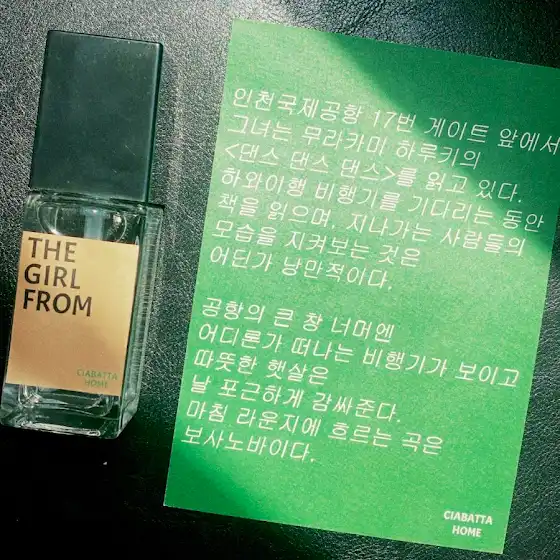 THE
GIRL
FROM
CIABATTA
HOME
인천국제공항 17번 게이트 앞에서
그녀는 무라카미 하루키의
<댄스 댄스 댄스>를 읽고 있다.
하와이행 비행기를 기다리는 동안
책을 읽으며, 지나가는 사람들의
모습을 지켜보는 것은
어딘가 낭만적이다.
공항의 큰 창 너머엔
어디론가 떠나는 비행기가 보이고
따뜻한 햇살은
날 포근하게 감싸준다.
마침 라운지에 흐르는 곡은
보사노바이다.
CIABATTA
HOME